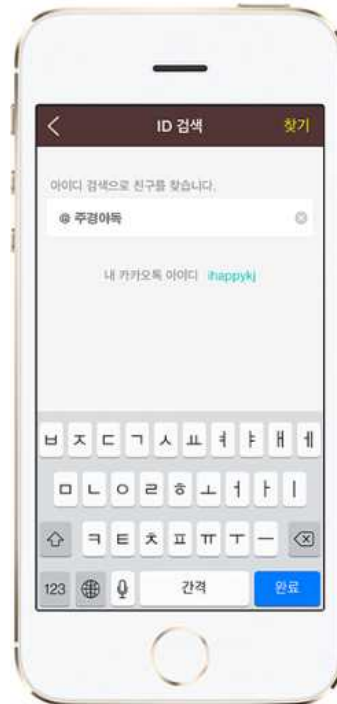 ID 검색 찾기
아이디 검색으로 친구를 찾습니다.
@ 주경야독
내 카카오톡 아이디 ihappykj
ㅂ ㅈ ㄷ ㄱ ㅅ ㅛ ㅕ ㅑ ㅐ ㅔ
ㅁ ㄴ ㅇ ㄹ ㅎ ㅗ ㅓ ㅏ ㅣ
ㅋ ㅌ ㅊ ㅍ ㅠ ㅜ ㅡ
123 간격 완료